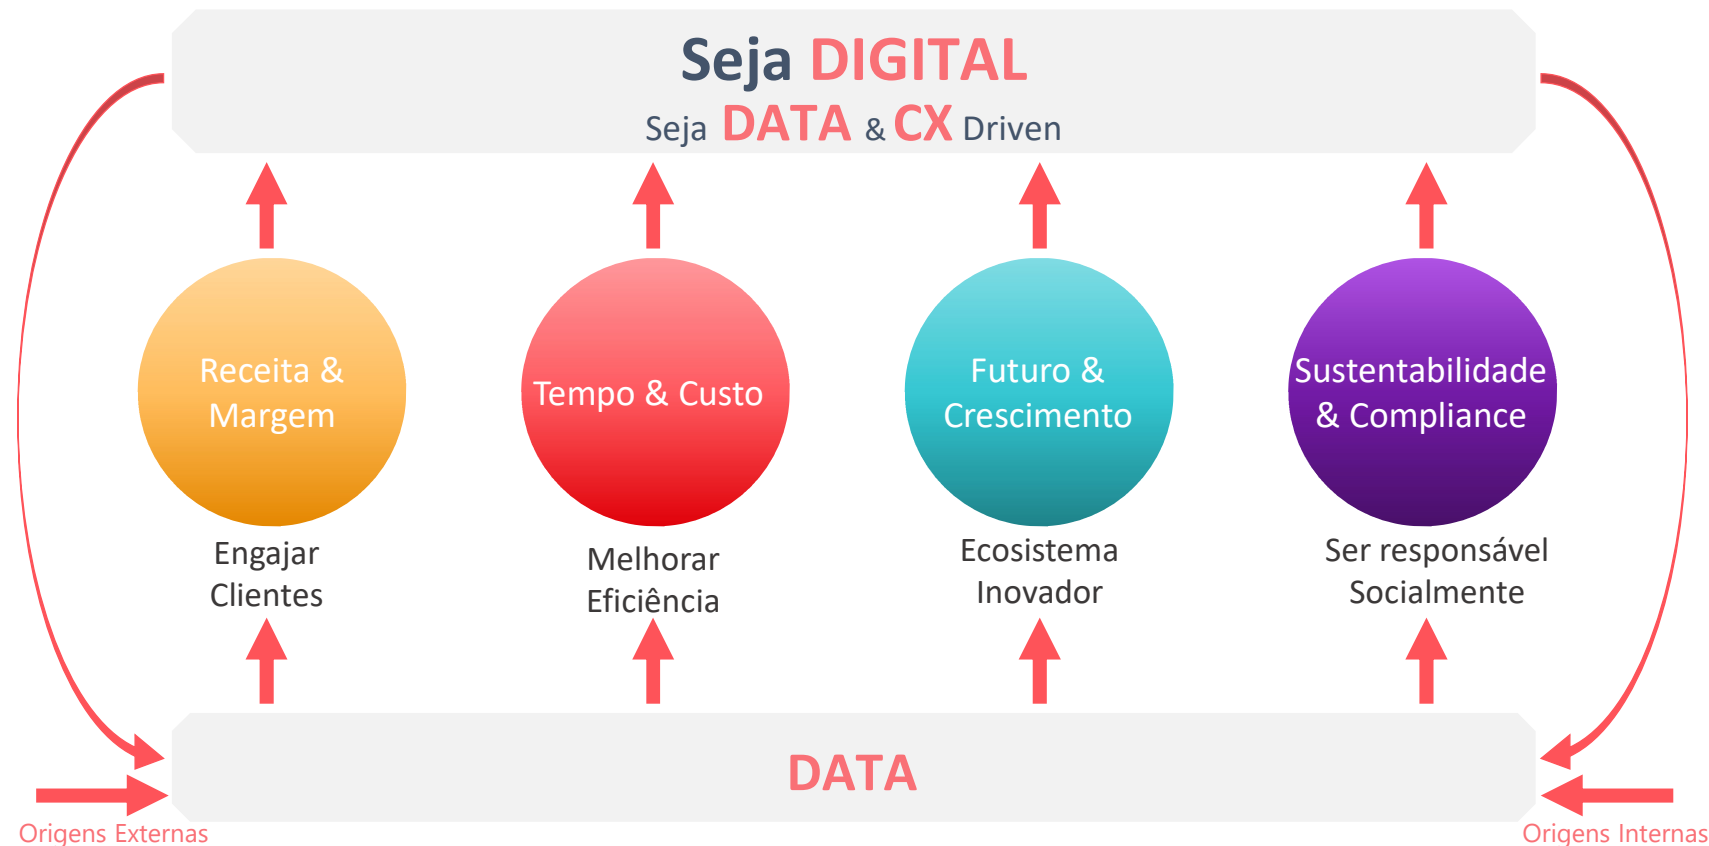 Seja DIGITAL
Seja DATA & CX Driven
Receita &
Margem
Tempo & Custo
Futuro &
Crescimento
Sustentabilidade
& Compliance
Engajar
Clientes
Melhorar
Eficiência
Ecosistema
Inovador
Ser responsável
Socialmente
DATA
Origens Externas
Origens Internas